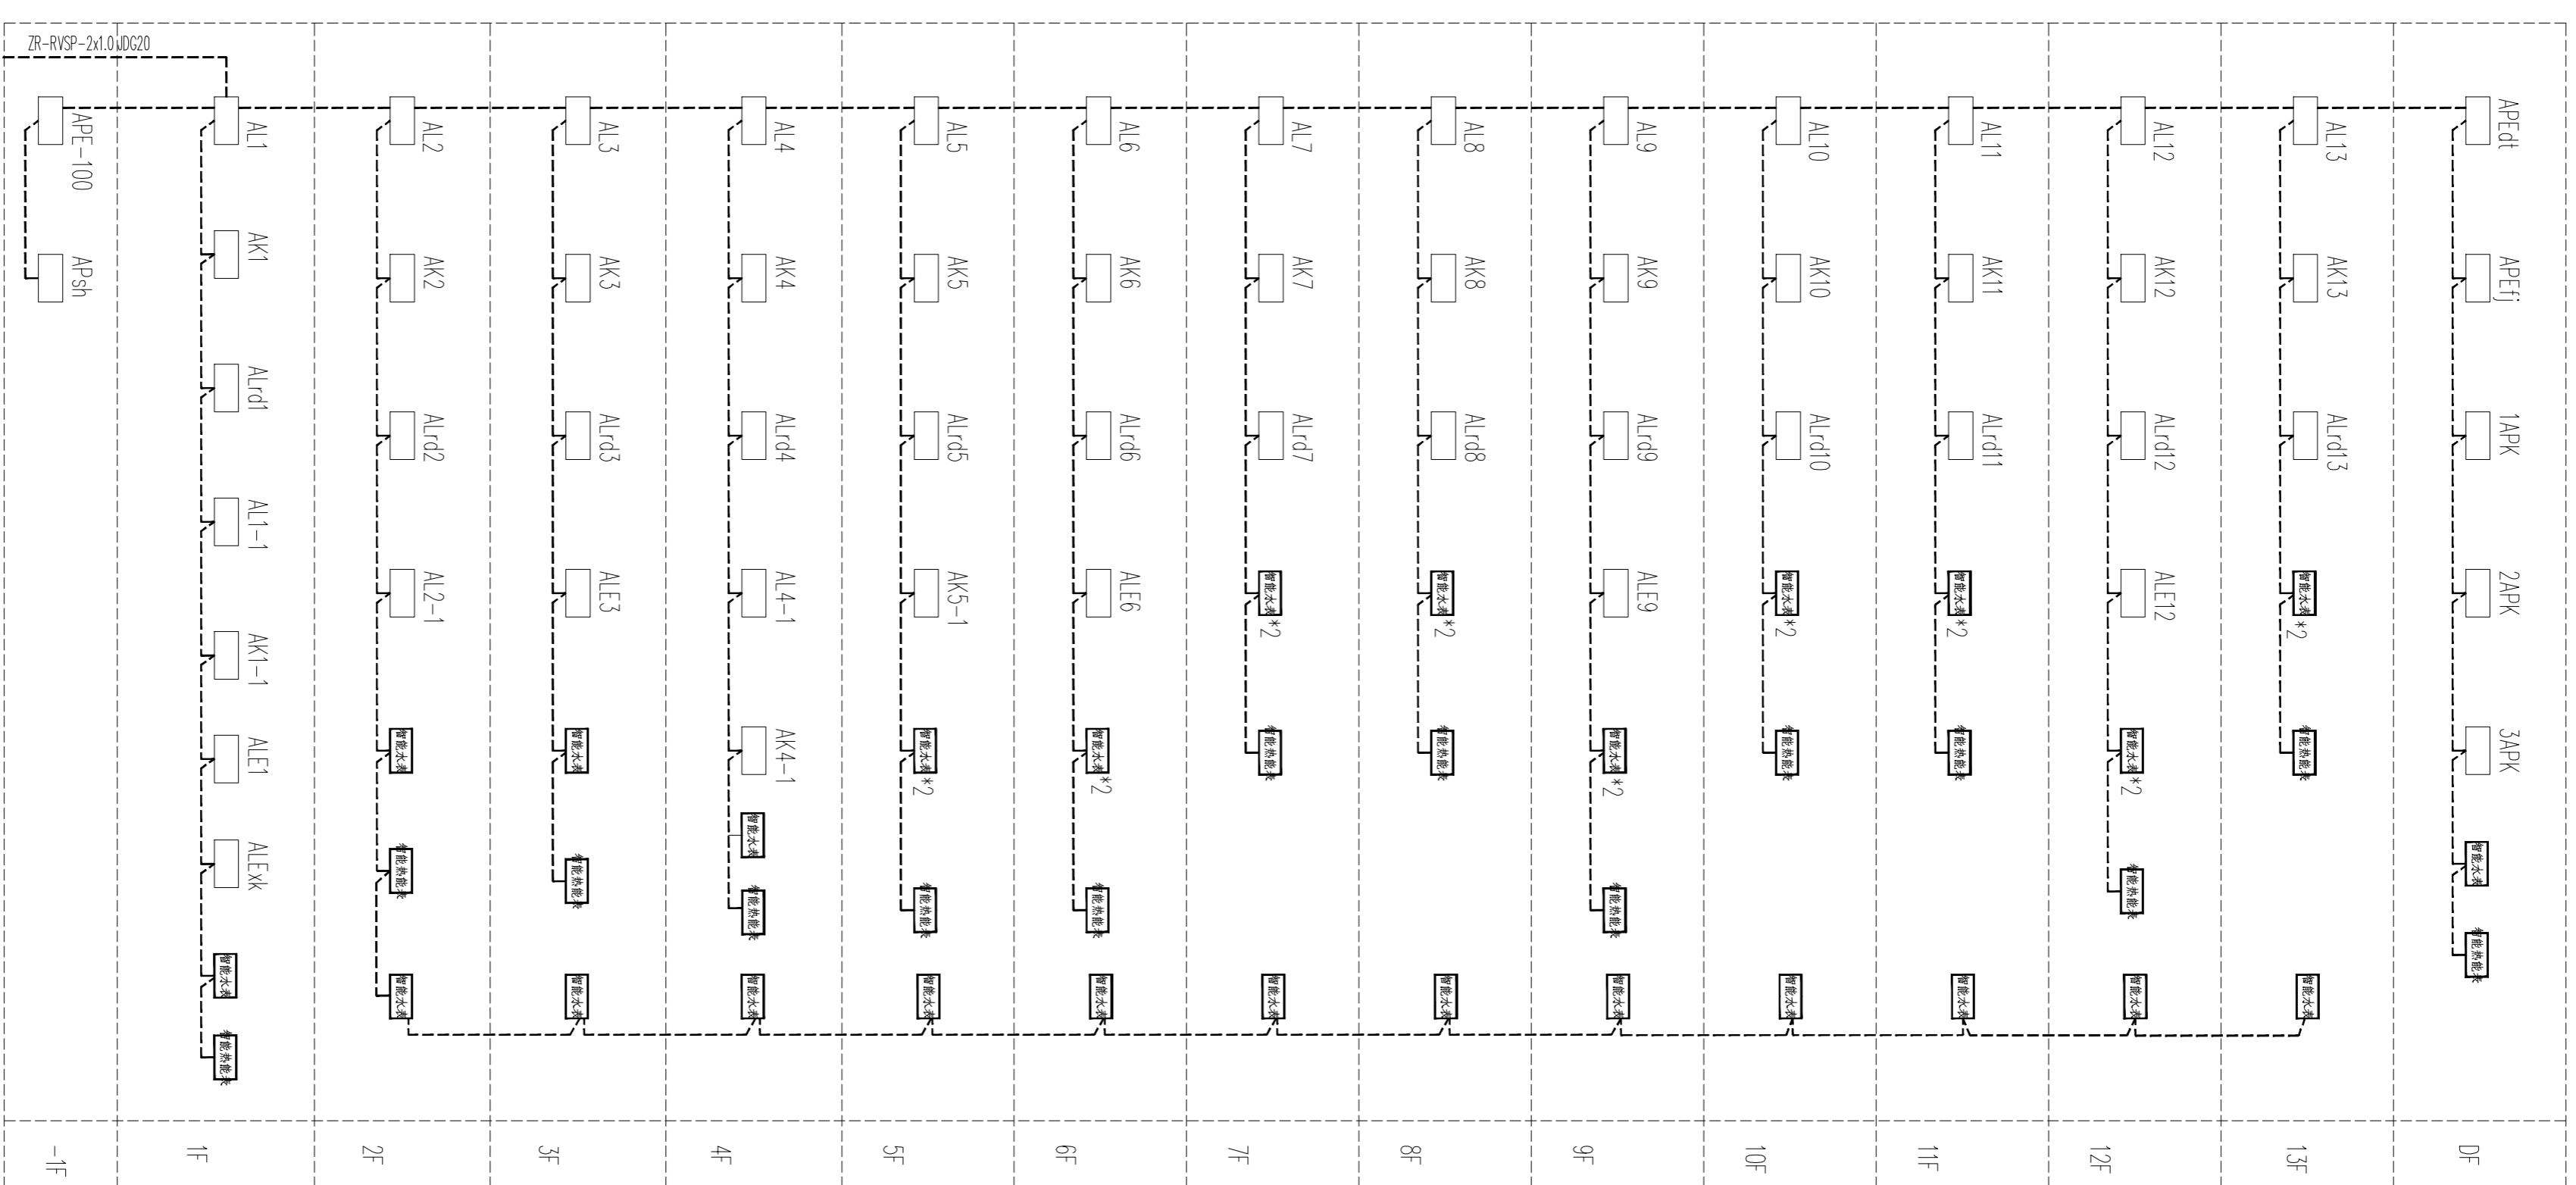 ZR-RVSP-2x1.0 JDG20
APE-100
APsh
-1F
AL1
AK1
ALrd1
AL1-1
AK1-1
ALE1
ALExk
智能水表
智能热能表
1F
AL2
AK2
ALrd2
AL2-1
智能水表
智能热能表
智能水表
2F
AL3
AK3
ALrd3
ALE3
智能水表
智能热能表
智能水表
3F
AL4
AK4
ALrd4
AL4-1
AK4-1
智能水表
智能热能表
智能水表
4F
AL5
AK5
ALrd5
AK5-1
智能水表*2
智能热能表
智能水表
5F
AL6
AK6
ALrd6
ALE6
智能水表*2
智能热能表
智能水表
6F
AL7
AK7
ALrd7
智能水表*2
智能热能表
智能水表
7F
AL8
AK8
ALrd8
智能水表*2
智能热能表
智能水表
8F
AL9
AK9
ALrd9
ALE9
智能水表*2
智能热能表
智能水表
9F
AL10
AK10
ALrd10
智能水表*2
智能热能表
智能水表
10F
AL11
AK11
ALrd11
智能水表*2
智能热能表
智能水表
11F
AL12
AK12
ALrd12
ALE12
智能水表*2
智能热能表
智能水表
12F
AL13
AK13
ALrd13
智能水表*2
智能热能表
智能水表
13F
APEdt
APEfj
1APK
2APK
3APK
智能水表
智能热能表
DF